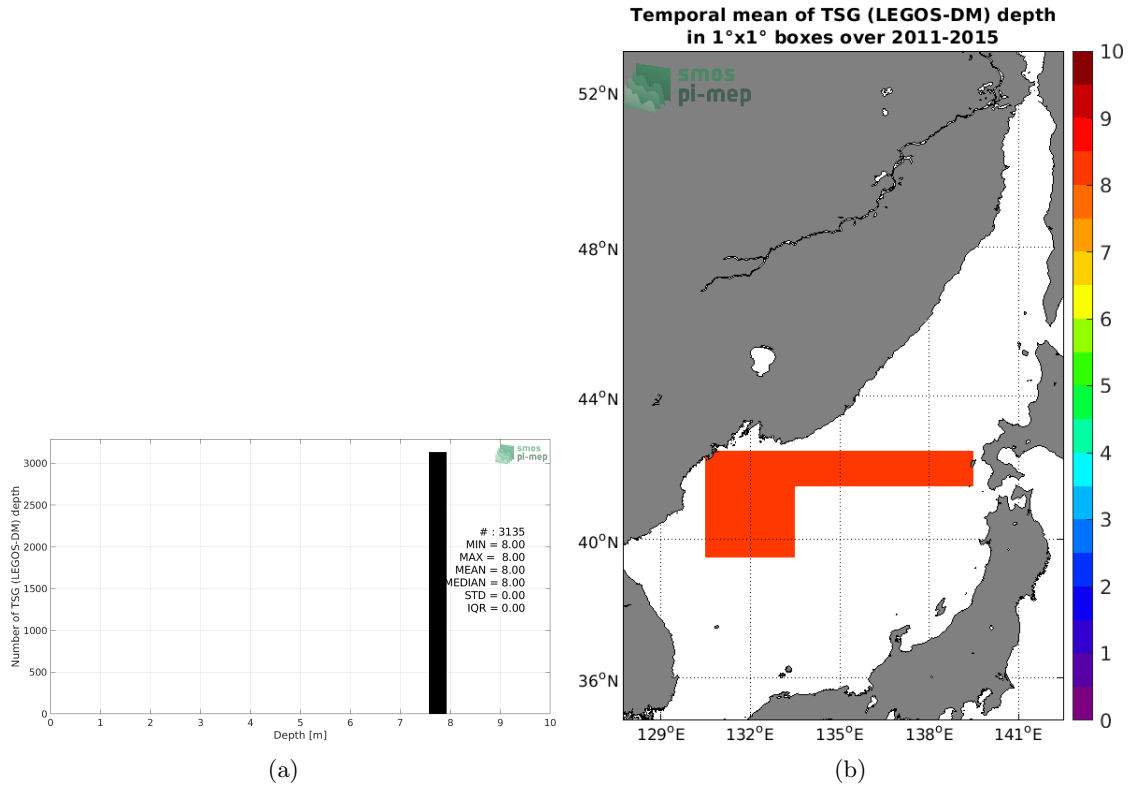 Temporal mean of TSG (LEGOS-DM) depth
in 1°x1° boxes over 2011-2015
smos
pi-mep
52°N
48°N
44°N
40°N
36°N
129°E
132°E
135°E
138°E
141°E
10
9
8
7
6
5
4
3
2
1
0
smos
pi-mep
Number of TSG (LEGOS-DM) depth
3000
2500
2000
1500
1000
500
0
# : 3135
MIN = 8.00
MAX = 8.00
MEAN = 8.00
MEDIAN = 8.00
STD = 0.00
IQR = 0.00
0 1 2 3 4 5 6 7 8 9 10
Depth [m]
(a)
(b)